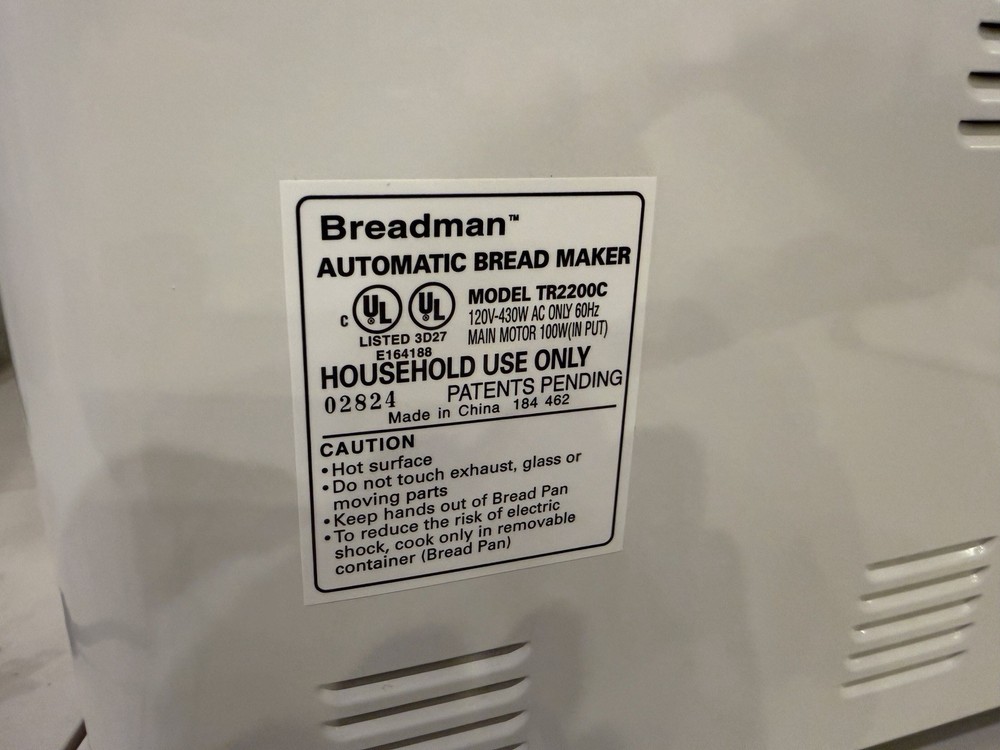 Breadman™
AUTOMATIC BREAD MAKER
C UL UL
LISTED 3D27
E164188
MODEL TR2200C
120V-430W AC ONLY 60Hz
MAIN MOTOR 100W(IN PUT)
HOUSEHOLD USE ONLY
02824 PATENTS PENDING
Made in China 184 462
CAUTION
• Hot surface
• Do not touch exhaust, glass or
moving parts
• Keep hands out of Bread Pan
• To reduce the risk of electric
shock, cook only in removable
container (Bread Pan)